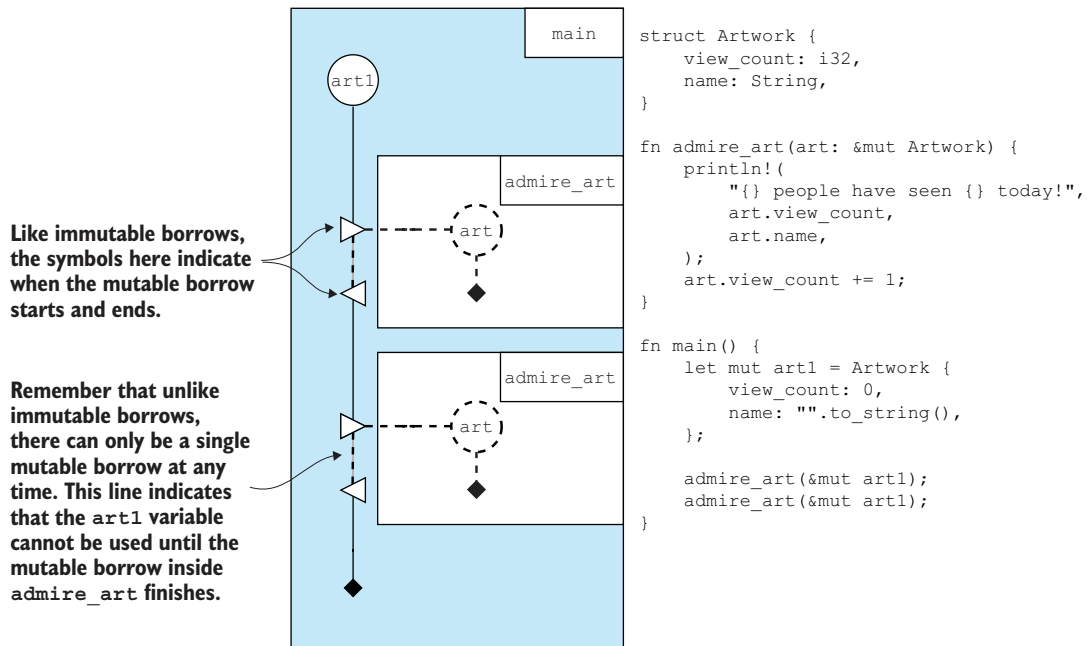 main
art1
admire_art
art
admire_art
art
Like immutable borrows,
the symbols here indicate
when the mutable borrow
starts and ends.
Remember that unlike
immutable borrows,
there can only be a single
mutable borrow at any
time. This line indicates
that the art1 variable
cannot be used until the
mutable borrow inside
admire_art finishes.
struct Artwork {
    view_count: i32,
    name: String,
}
fn admire_art(art: &mut Artwork) {
    println!(
        "{} people have seen {} today!",
        art.view_count,
        art.name,
    );
    art.view_count += 1;
}
fn main() {
    let mut art1 = Artwork {
        view_count: 0,
        name: "".to_string(),
    };
    admire_art(&mut art1);
    admire_art(&mut art1);
}